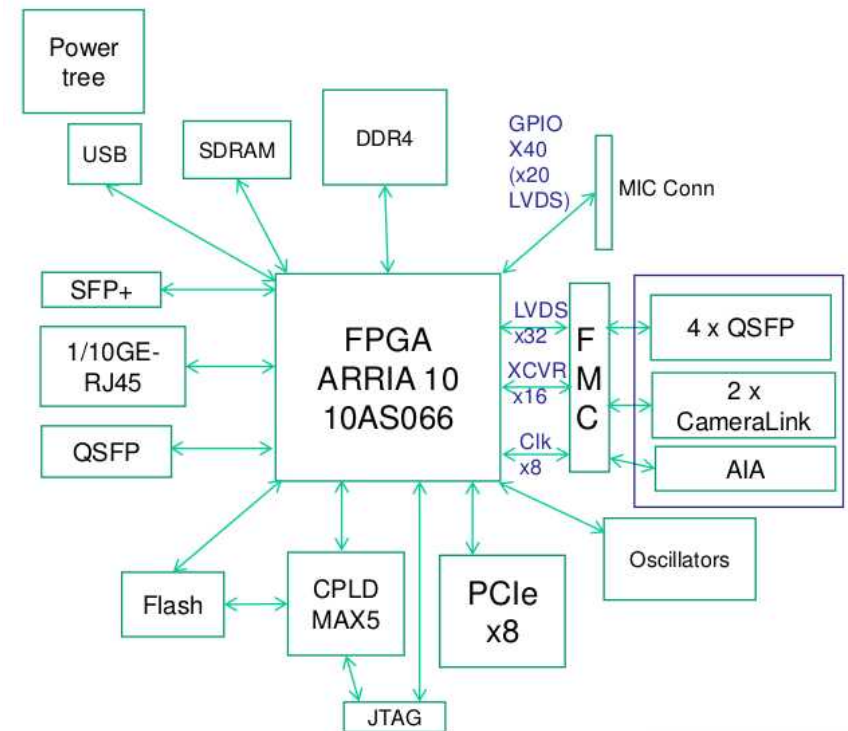 Power
tree
USB
SDRAM
DDR4
GPIO
X40
(x20
LVDS)
MIC Conn
SFP+
1/10GE-
RJ45
QSFP
FPGA
ARRIA 10
10AS066
LVDS
x32
XCVR
x16
Clk
x8
F
M
C
4 x QSFP
2 x
CameraLink
AIA
Oscillators
Flash
CPLD
MAX5
PCIe
x8
JTAG